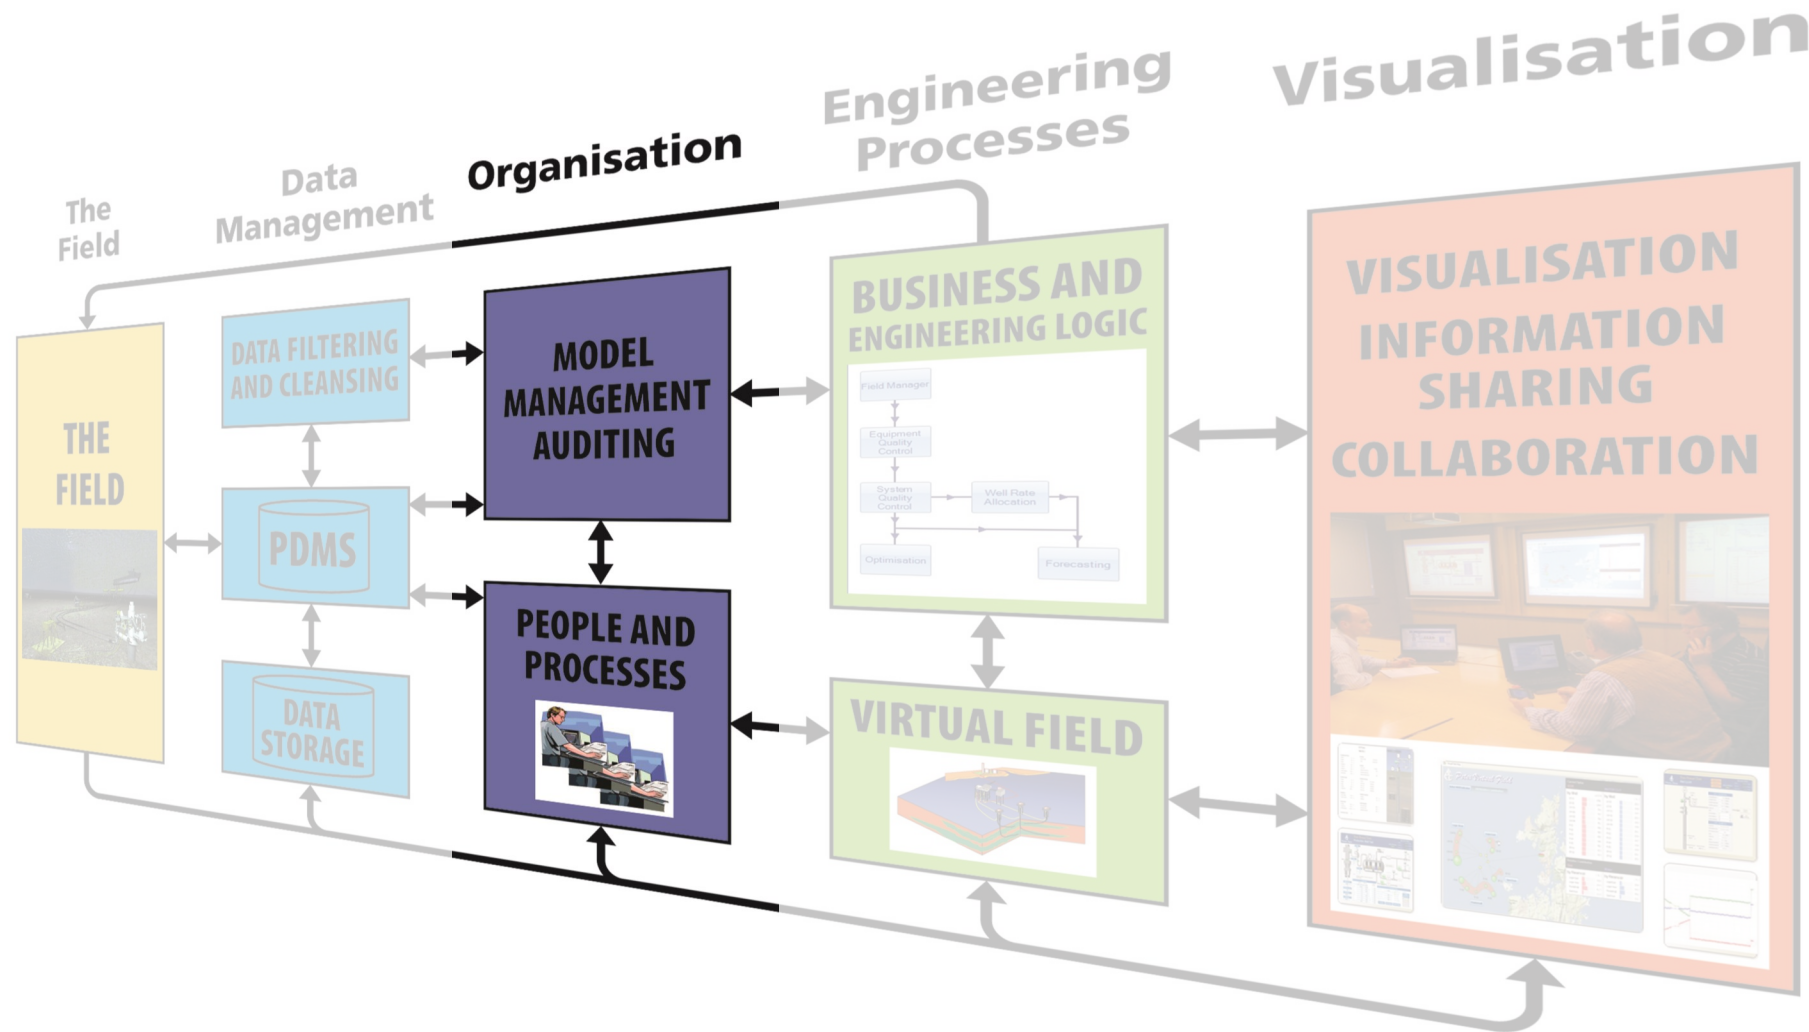 The
Field
Data
Management
Organisation
Engineering
Processes
Visualisation
THE
FIELD
DATA FILTERING
AND CLEANSING
PDMS
DATA
STORAGE
MODEL
MANAGEMENT
AUDITING
PEOPLE AND
PROCESSES
BUSINESS AND
ENGINEERING LOGIC
Field Manager
Equipment
Quality
Control
System
Quality
Control
Well Rate
Allocation
Optimisation
Forecasting
VIRTUAL FIELD
VISUALISATION
INFORMATION
SHARING
COLLABORATION